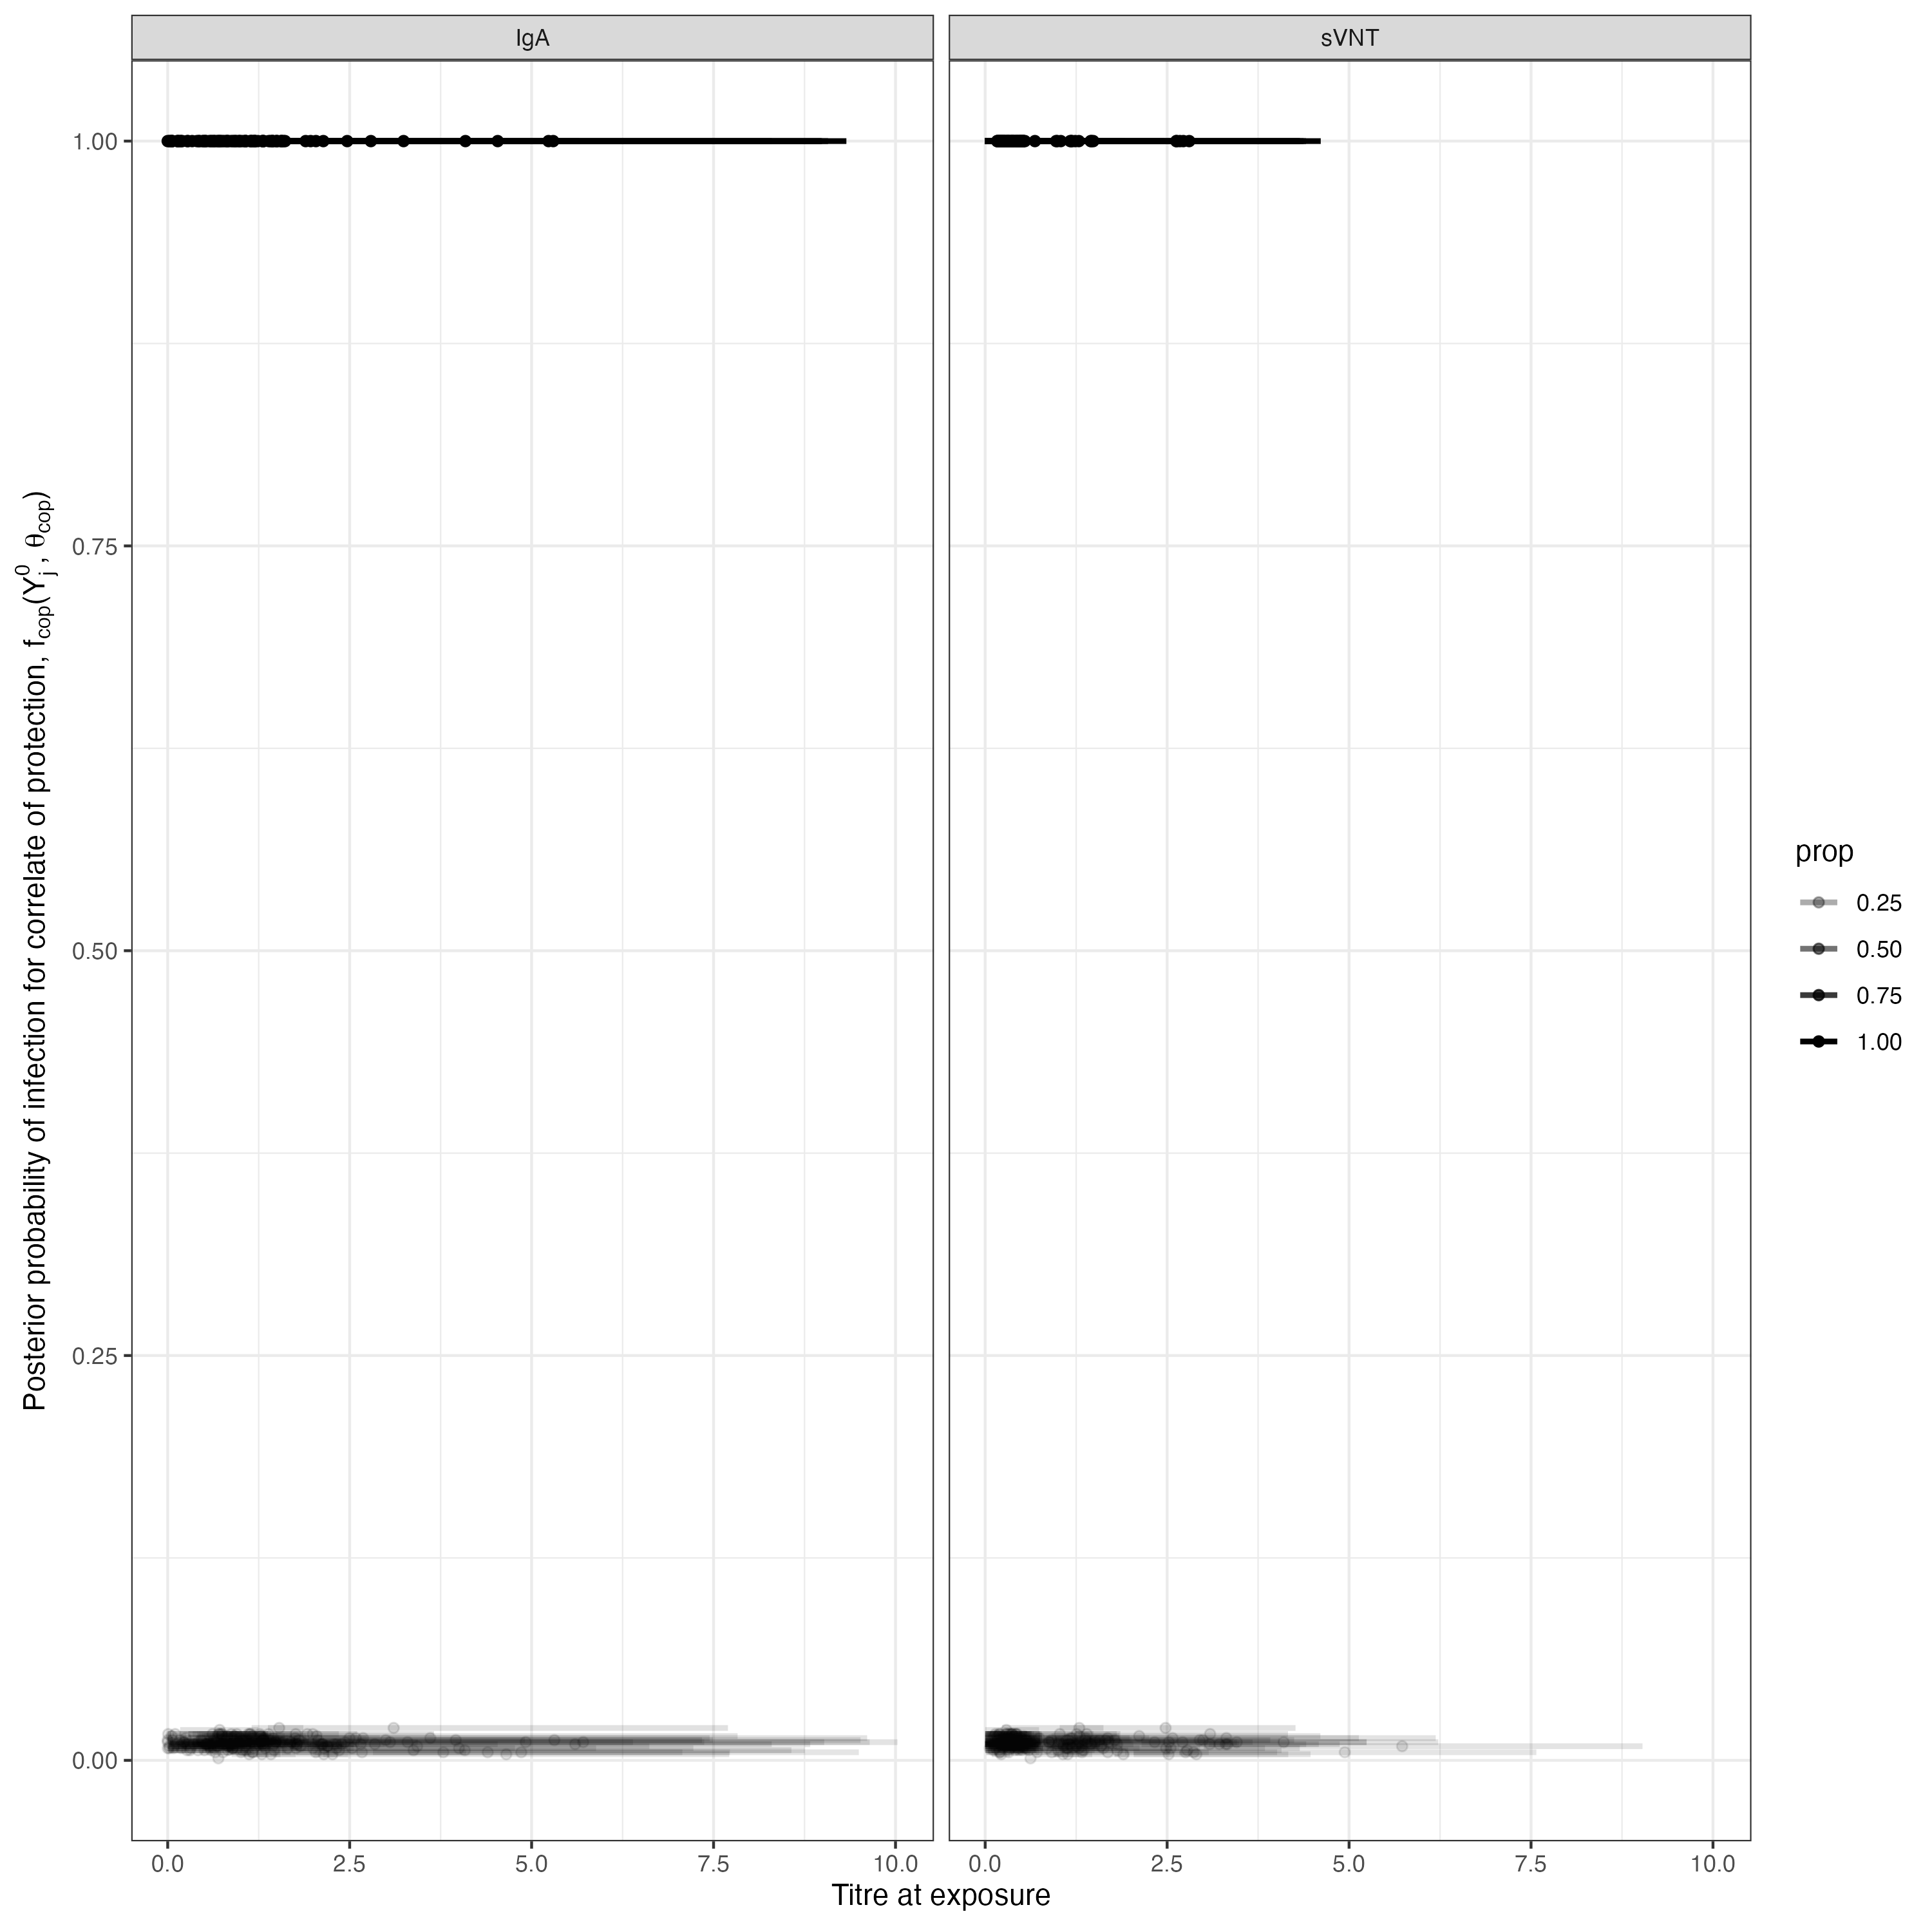 IgA
sVNT
Posterior probability of infection for correlate of protection, f_cop(Y_j^0, θ_cop)
1.00
0.75
0.50
0.25
0.00
0.0 2.5 5.0 7.5 10.0
0.0 2.5 5.0 7.5 10.0
Titre at exposure
prop
0.25
0.50
0.75
1.00